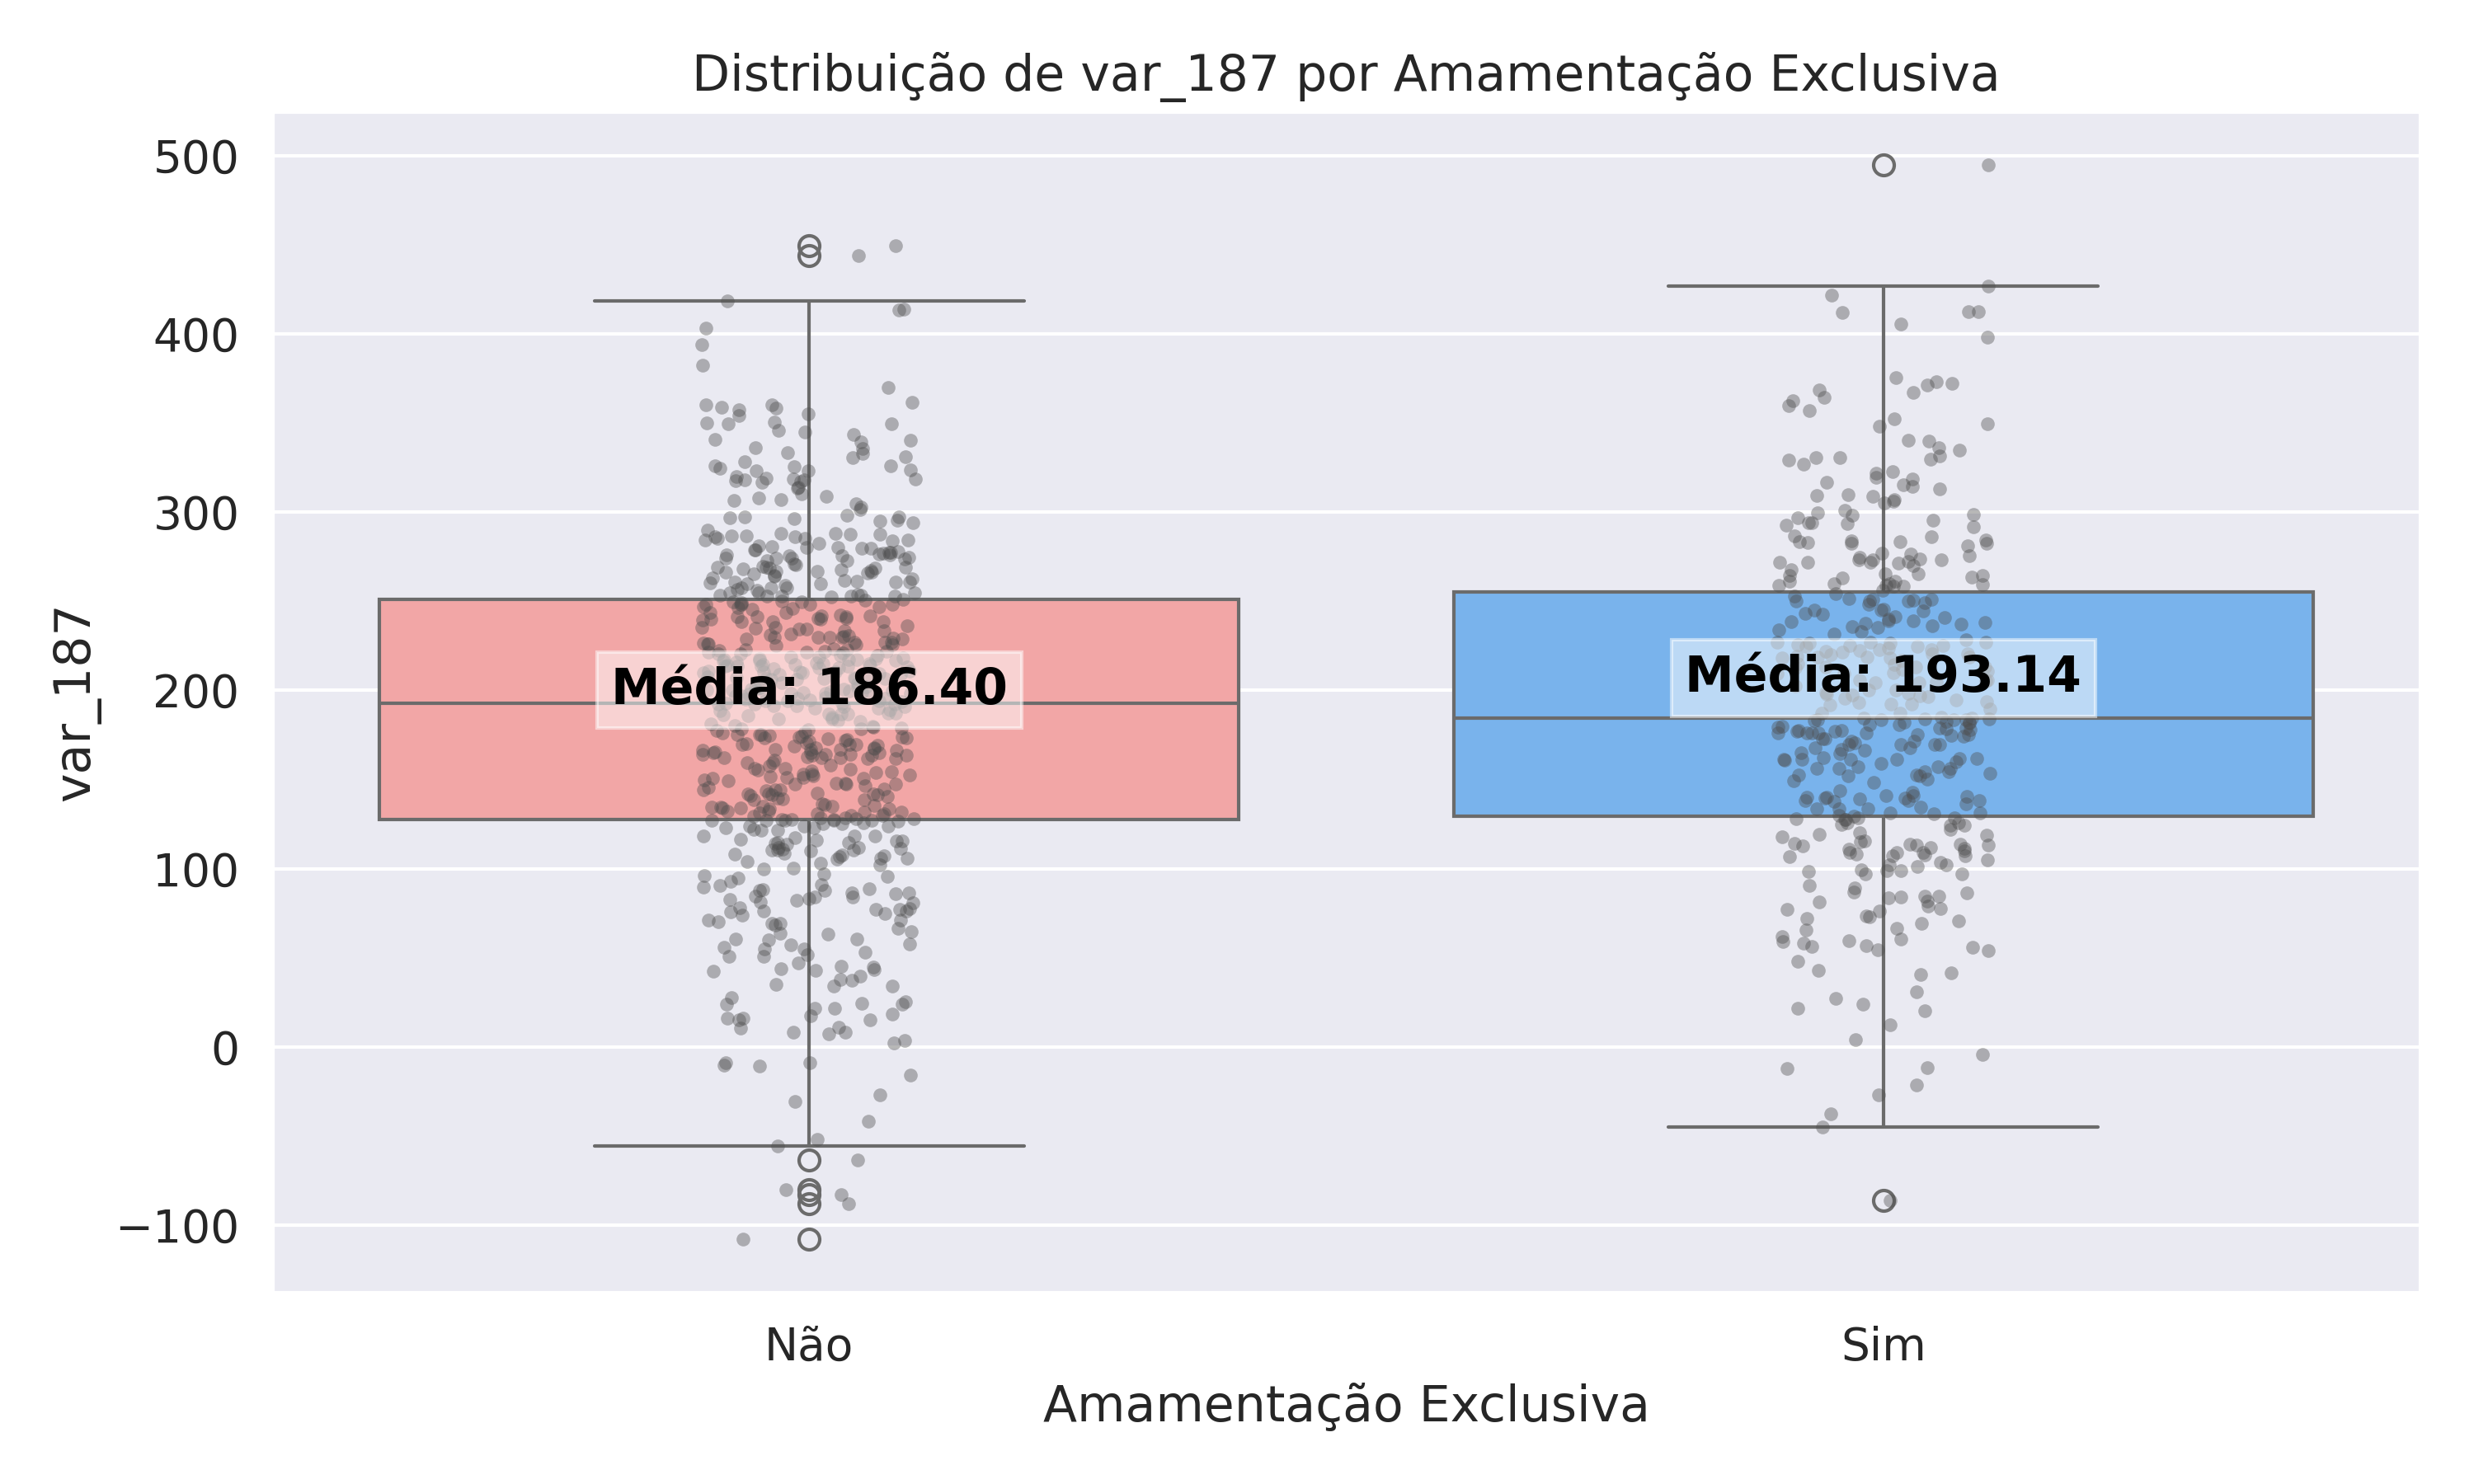 Distribuição de var_187 por Amamentação Exclusiva
500
400
300
200
100
0
−100
var_187
Média: 186.40
Média: 193.14
Não
Sim
Amamentação Exclusiva